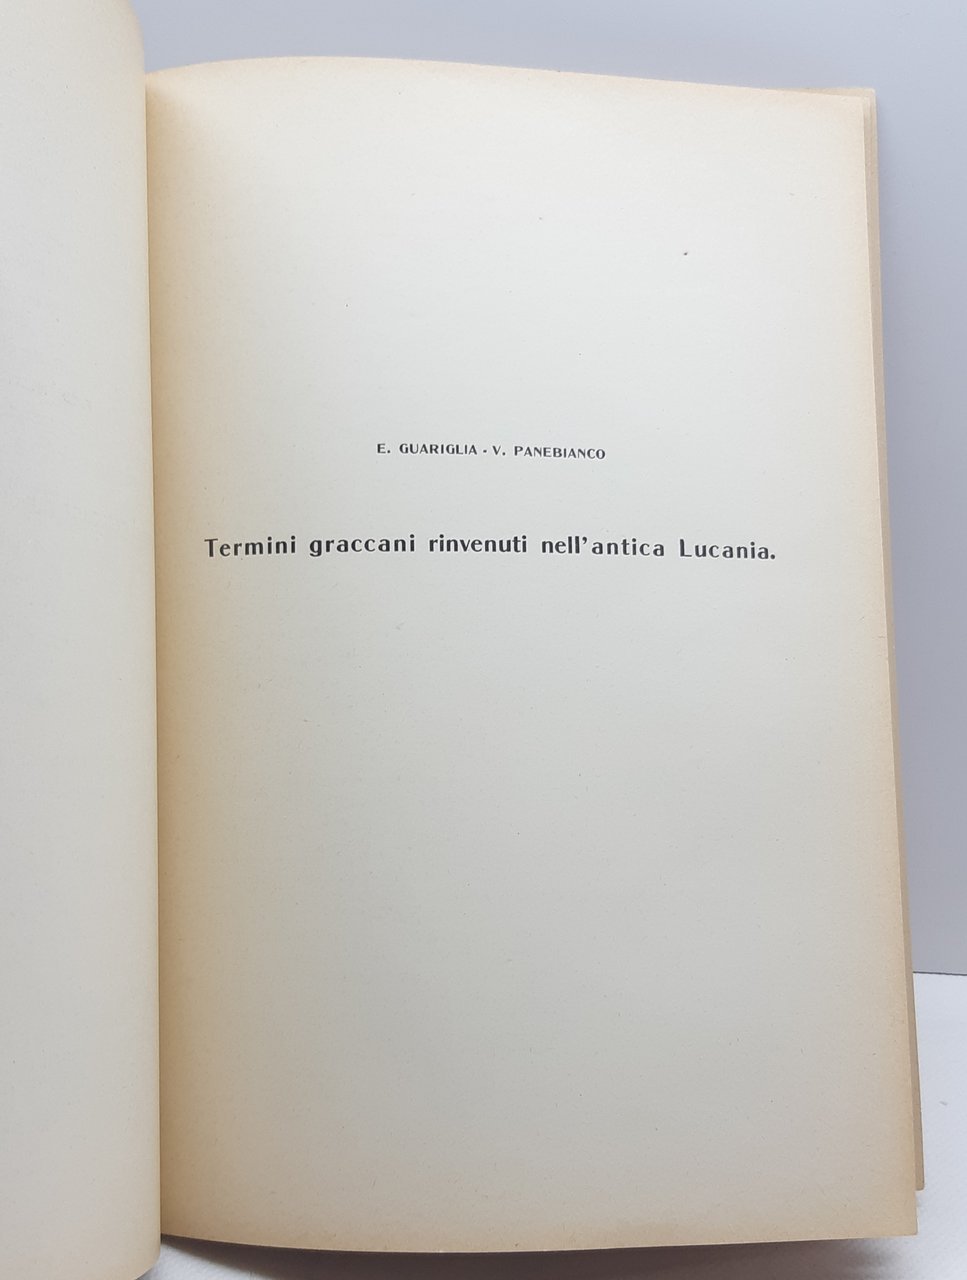 E. GUARIGLIA - V. PANEBIANCO
Termini graccani rinvenuti nell'antica Lucania.